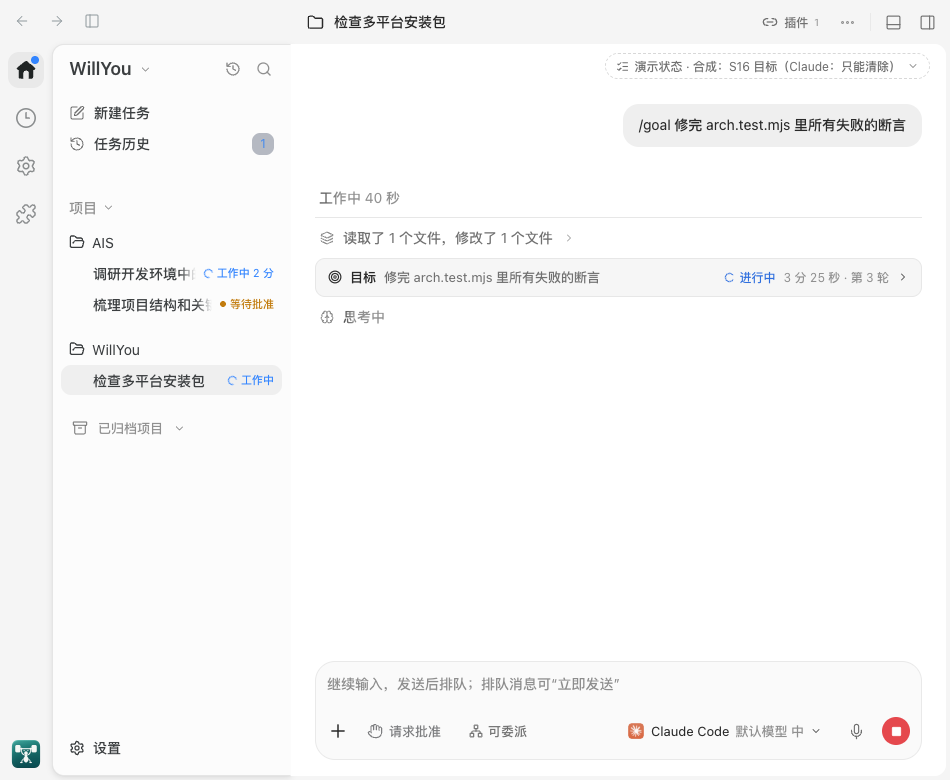 检查多平台安装包
插件 1
WillYou
演示状态 · 合成：S16 目标（Claude：只能清除）
新建任务
/goal 修完 arch.test.mjs 里所有失败的断言
任务历史 1
工作中 40 秒
项目
读取了 1 个文件，修改了 1 个文件
AIS
调研开发环境中 工作中 2 分
目标 修完 arch.test.mjs 里所有失败的断言 进行中 3 分 25 秒 · 第 3 轮
梳理项目结构和关 等待批准
思考中
WillYou
检查多平台安装包 工作中
已归档项目
继续输入，发送后排队；排队消息可“立即发送”
请求批准 可委派 Claude Code 默认模型 中
设置